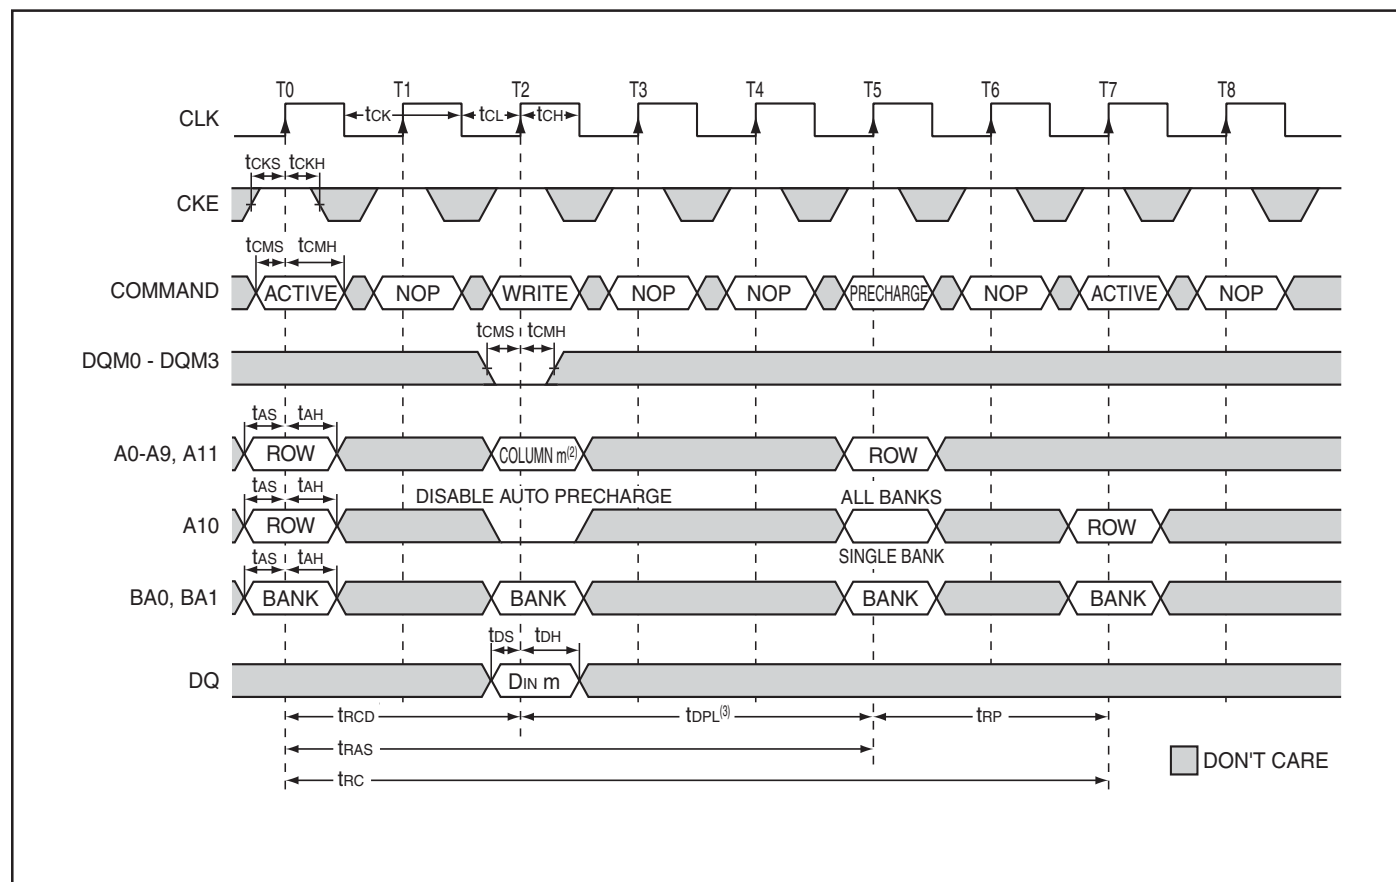 T0 T1 T2 T3 T4 T5 T6 T7 T8
CLK tCK tCL tCH
tCKS tCKH
CKE
tCMS tCMH
COMMAND ACTIVE NOP WRITE NOP NOP PRECHARGE NOP ACTIVE NOP
tCMS tCMH
DQM0 - DQM3
tAS tAH
A0-A9, A11 ROW COLUMN m(2) ROW
tAS tAH DISABLE AUTO PRECHARGE ALL BANKS
A10 ROW ROW
tAS tAH SINGLE BANK
BA0, BA1 BANK BANK BANK BANK
tDS tDH
DQ DIN m
tRCD tDPL(3) tRP
tRAS
tRC
DON'T CARE